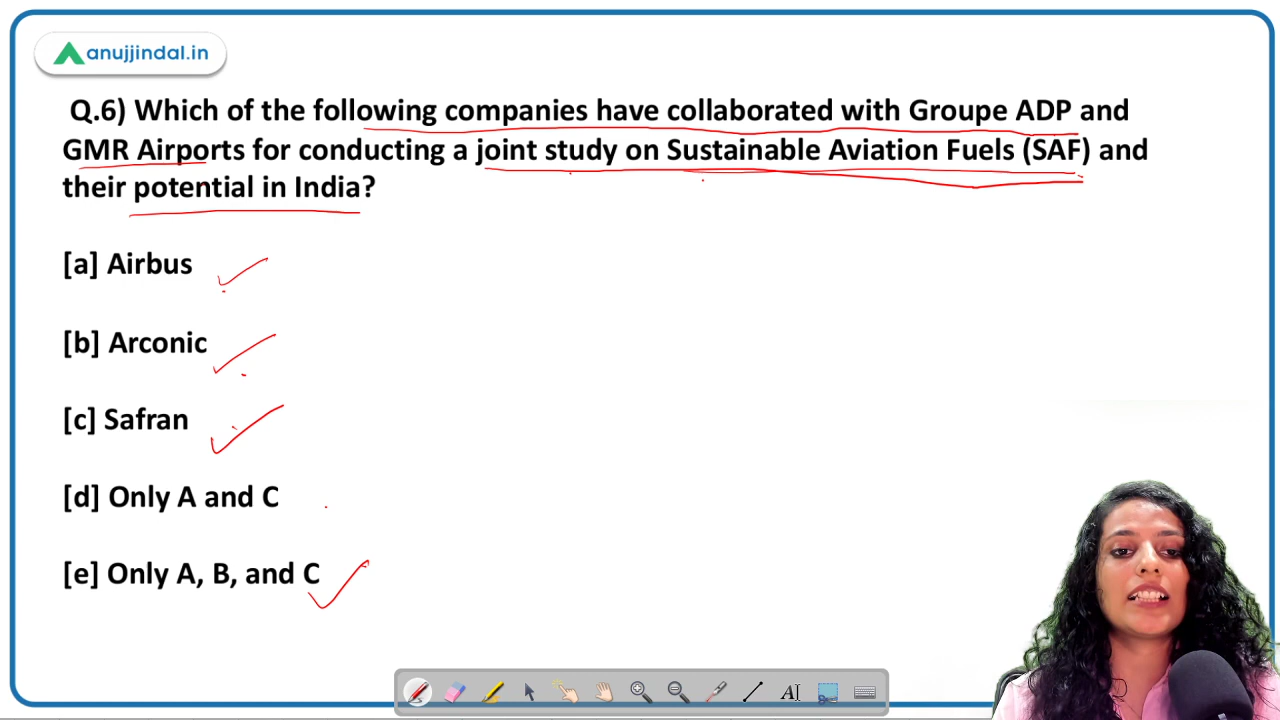 anujjindal.in
Q.6) Which of the following companies have collaborated with Groupe ADP and
GMR Airports for conducting a joint study on Sustainable Aviation Fuels (SAF) and
their potential in India?
[a] Airbus
[b] Arconic
[c] Safran
[d] Only A and C
[e] Only A, B, and C
AI